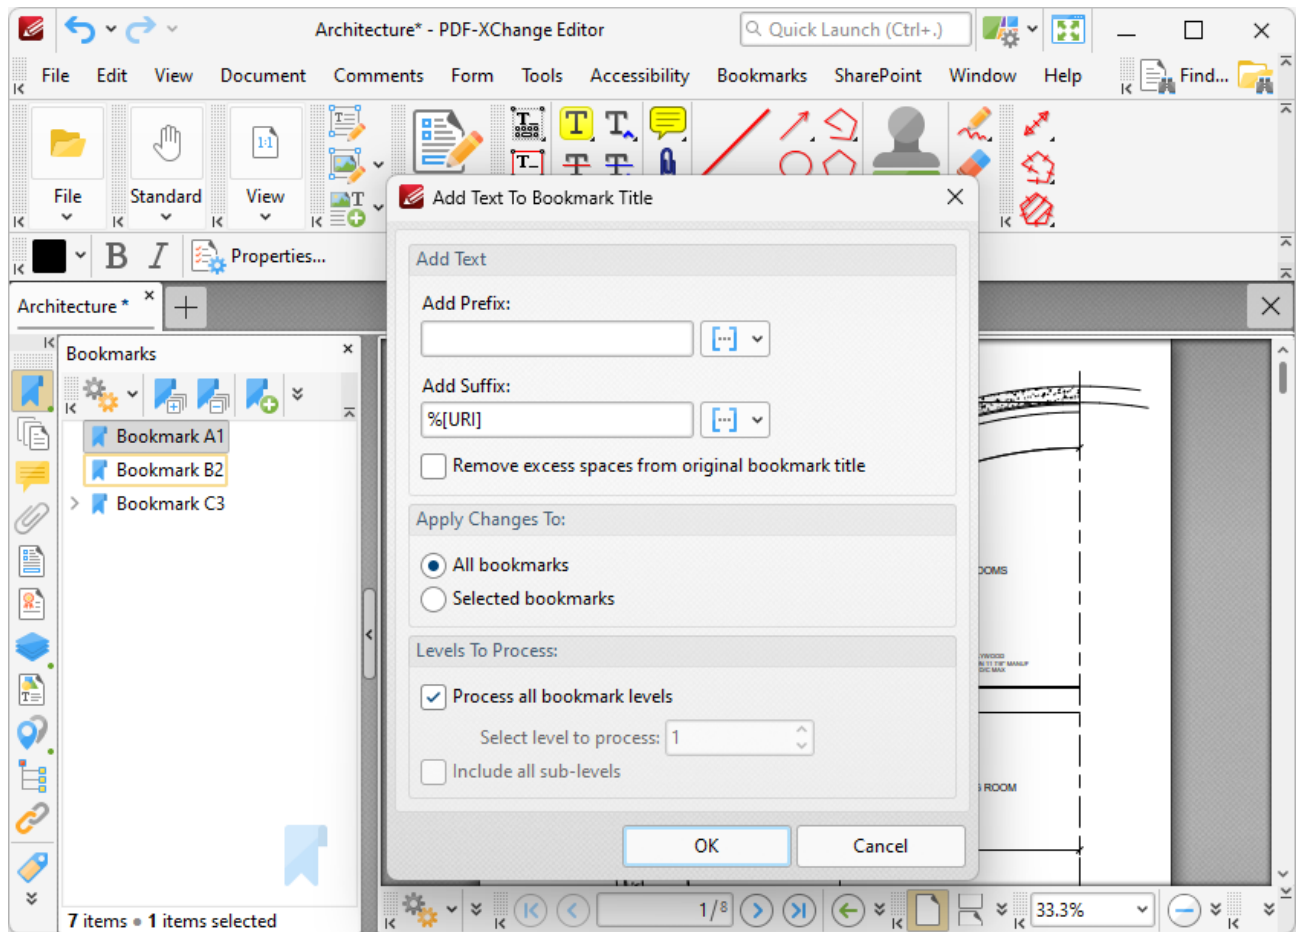 Architecture* - PDF-XChange Editor
Quick Launch (Ctrl+.)
File Edit View Document Comments Form Tools Accessibility Bookmarks SharePoint Window Help
Find...
1:1
File Standard View
B I Properties...
Architecture *
Bookmarks
Bookmark A1
Bookmark B2
Bookmark C3
7 items • 1 items selected
Add Text To Bookmark Title
Add Text
Add Prefix:
Add Suffix:
%[URI]
Remove excess spaces from original bookmark title
Apply Changes To:
All bookmarks
Selected bookmarks
Levels To Process:
Process all bookmark levels
Select level to process: 1
Include all sub-levels
OK Cancel
OOMS
ROOM
1/8
33.3%